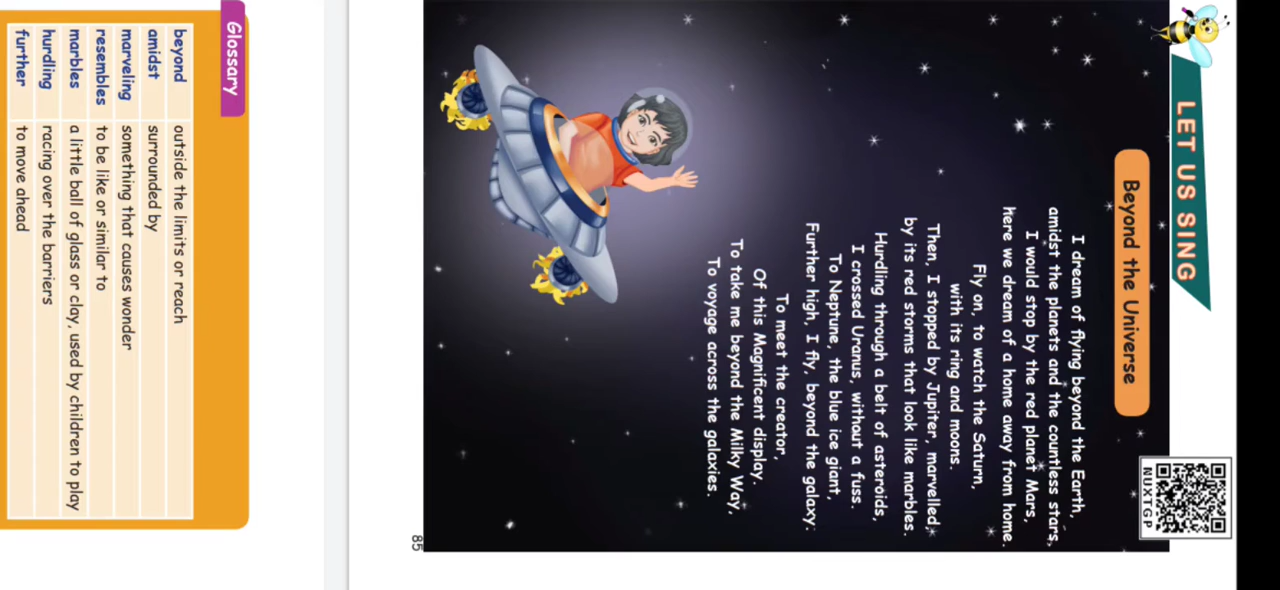 LET US SING
NUXTGP
Beyond the Universe
I dream of flying beyond the Earth,
amidst the planets and the countless stars,
I would stop by the red planet Mars,
here we dream of a home away from home.
Fly on, to watch the Saturn,
with its ring and moons.
Then, I stopped by Jupiter, marvelled,
by its red storms that look like marbles.
Hurdling through a belt of asteroids,
I crossed Uranus, without a fuss.
To Neptune, the blue ice giant,
Further high, I fly, beyond the galaxy.
To meet the creator,
Of this Magnificent display.
To take me beyond the Milky Way,
To voyage across the galaxies.
85
Glossary
beyond outside the limits or reach
amidst surrounded by
marveling something that causes wonder
resembles to be like or similar to
marbles a little ball of glass or clay, used by children to play
hurdling racing over the barriers
further to move ahead